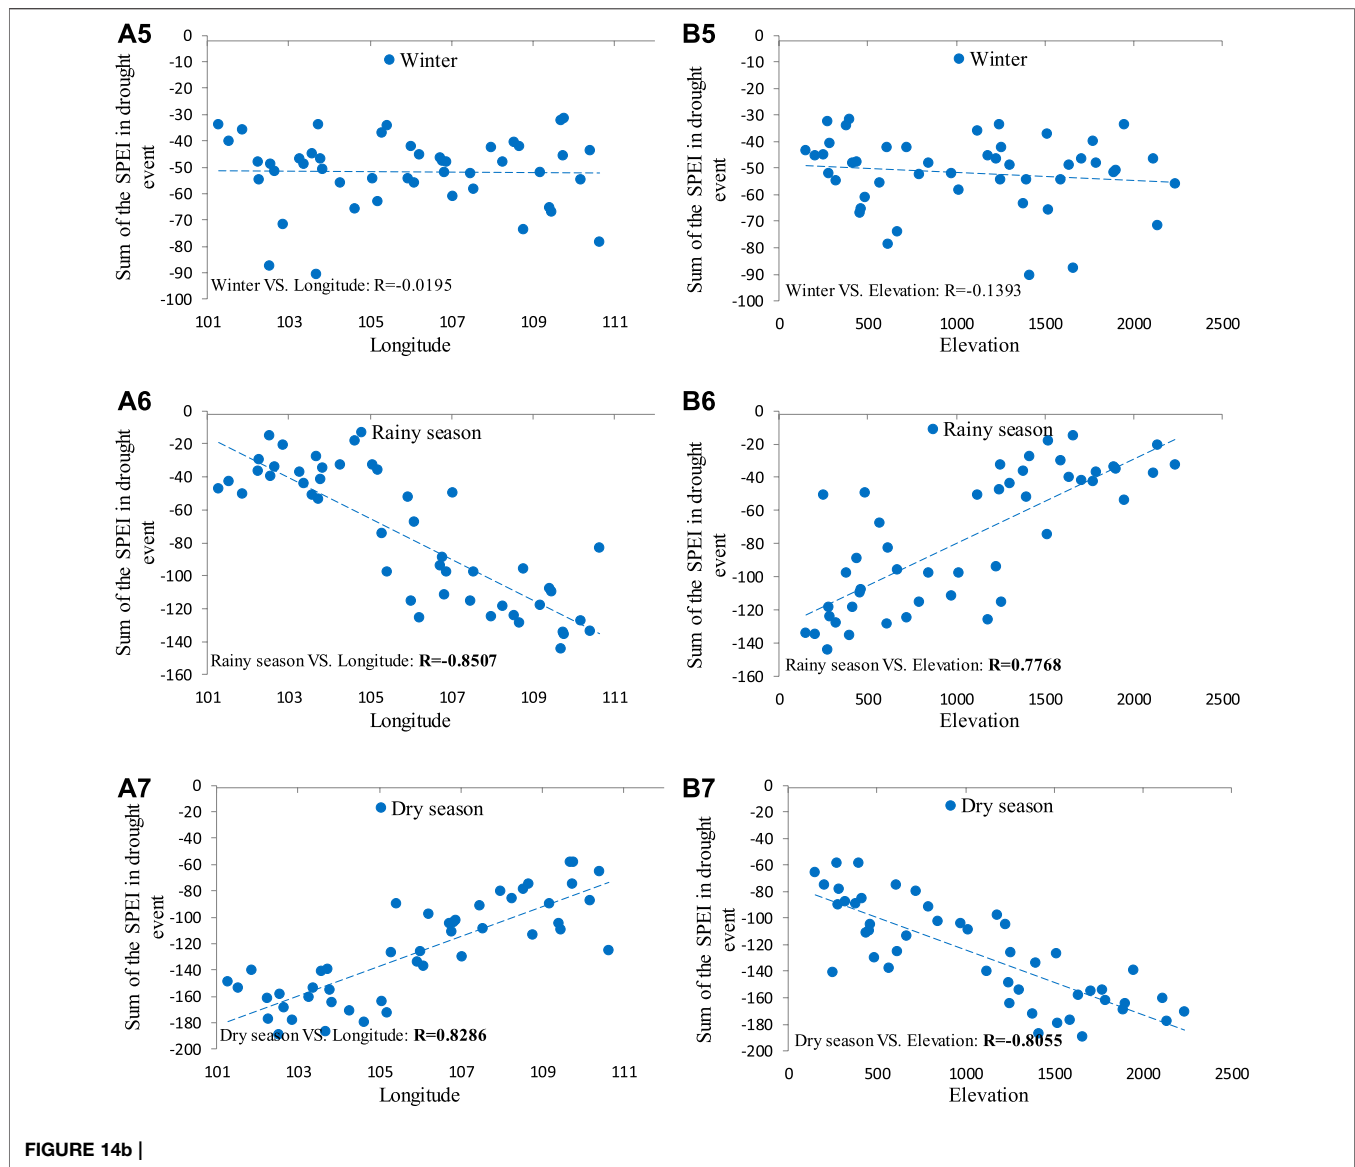 A5
Sum of the SPEI in drought
event
0
-10
-20
-30
-40
-50
-60
-70
-80
-90
-100
Winter
Winter VS. Longitude: R=-0.0195
101 103 105 107 109 111
Longitude
B5
Sum of the SPEI in drought
event
0
-10
-20
-30
-40
-50
-60
-70
-80
-90
-100
Winter
Winter VS. Elevation: R=-0.1393
0 500 1000 1500 2000 2500
Elevation
A6
Sum of the SPEI in drought
event
0
-20
-40
-60
-80
-100
-120
-140
-160
Rainy season
Rainy season VS. Longitude: R=-0.8507
101 103 105 107 109 111
Longitude
B6
Sum of the SPEI in drought
event
0
-20
-40
-60
-80
-100
-120
-140
-160
Rainy season
Rainy season VS. Elevation: R=0.7768
0 500 1000 1500 2000 2500
Elevation
A7
Sum of the SPEI in drought
event
0
-20
-40
-60
-80
-100
-120
-140
-160
-180
-200
Dry season
Dry season VS. Longitude: R=0.8286
101 103 105 107 109 111
Longitude
B7
Sum of the SPEI in drought
event
0
-20
-40
-60
-80
-100
-120
-140
-160
-180
-200
Dry season
Dry season VS. Elevation: R=-0.8055
0 500 1000 1500 2000 2500
Elevation
FIGURE 14b |